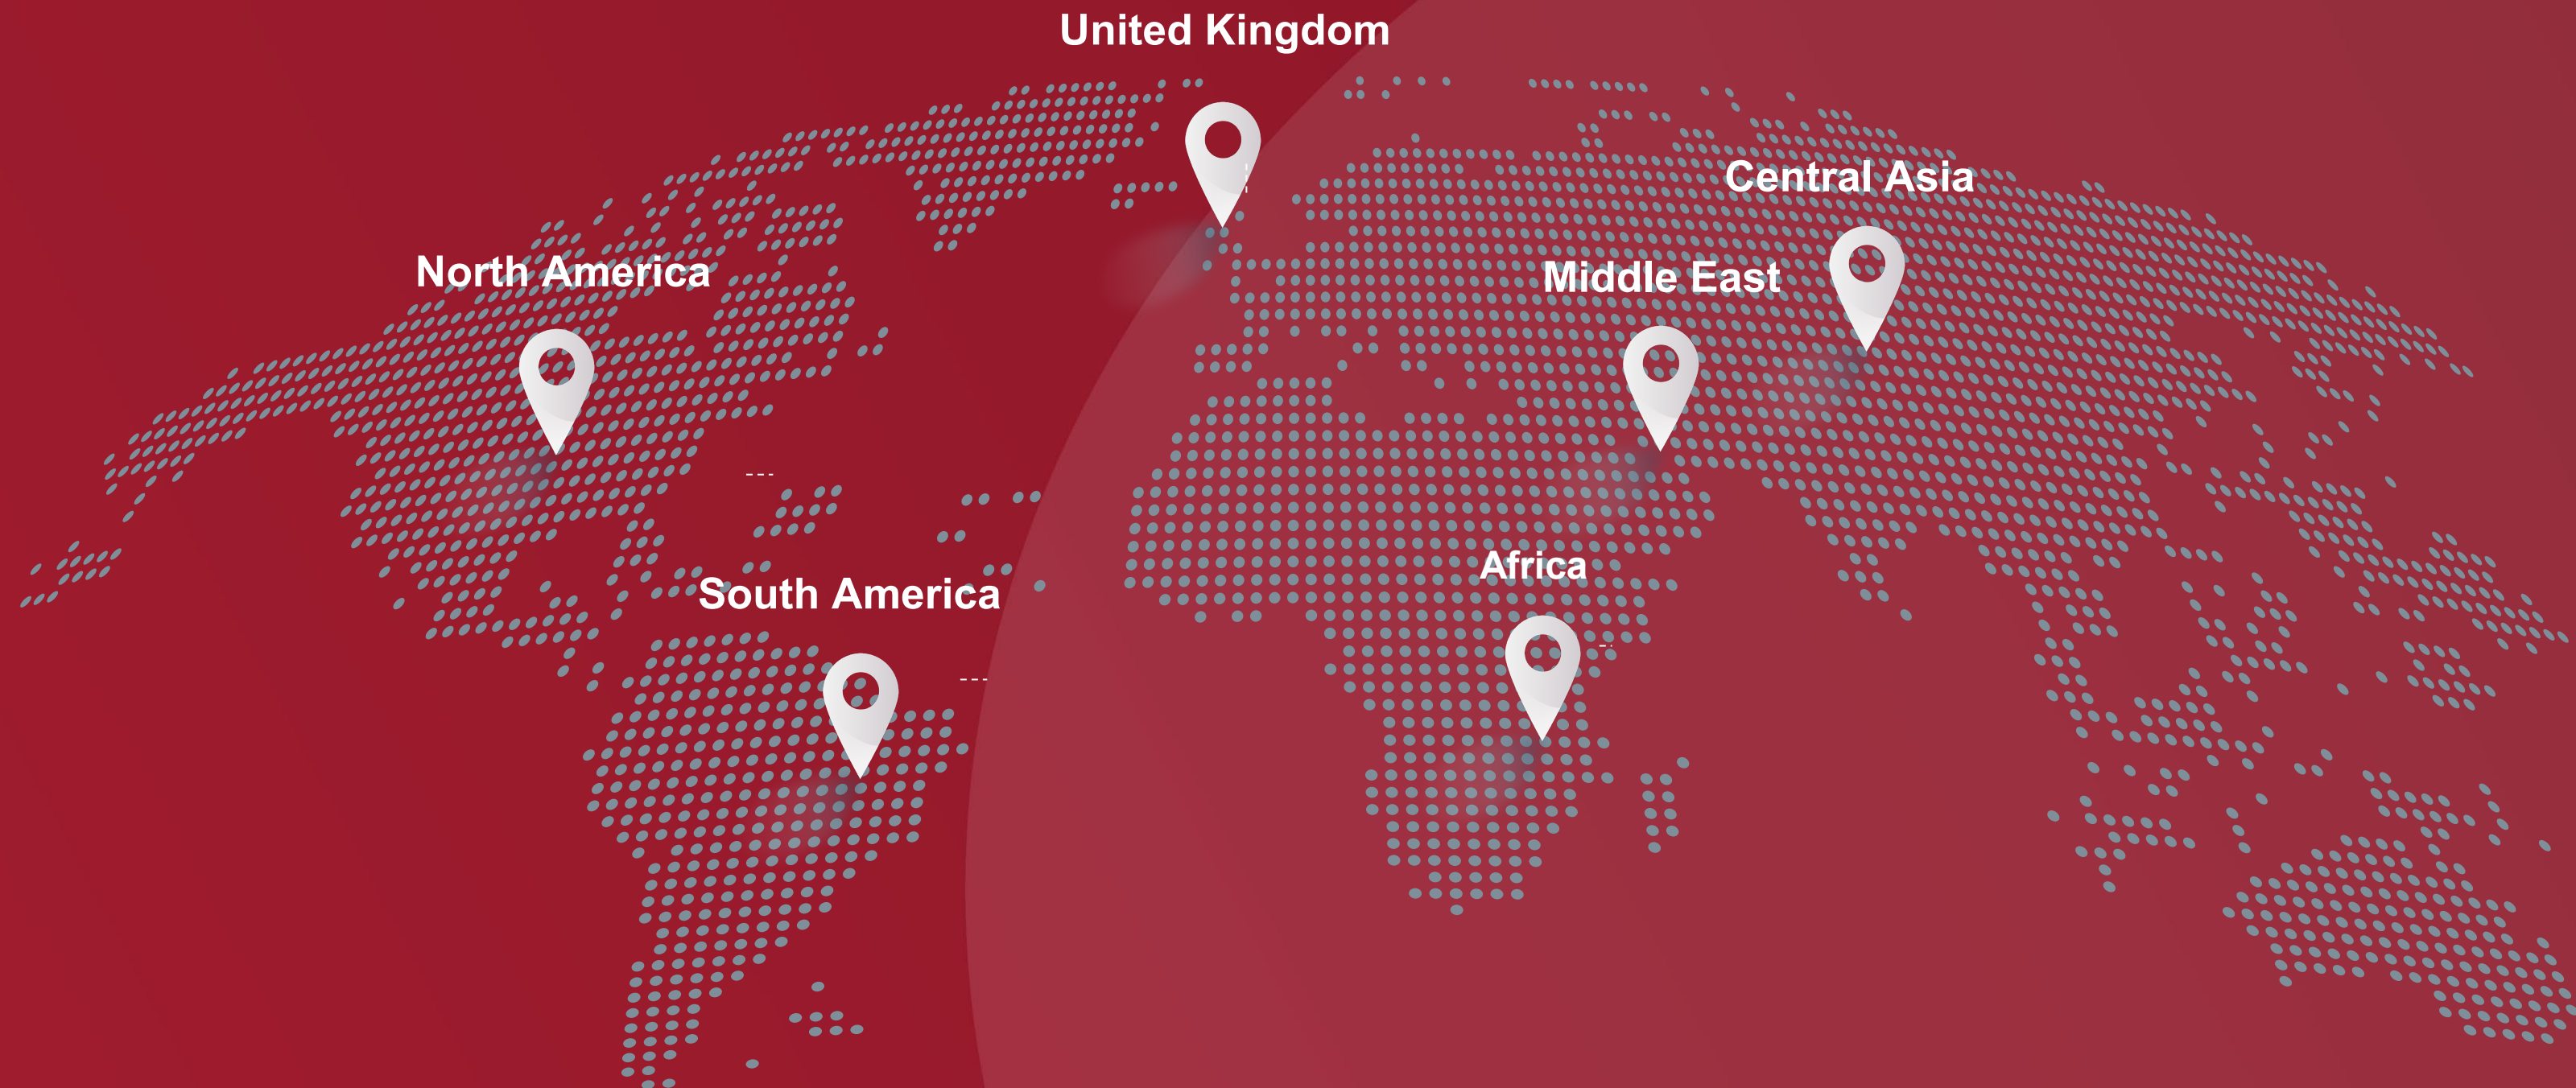 United Kingdom
Central Asia
North America
Middle East
Africa
South America